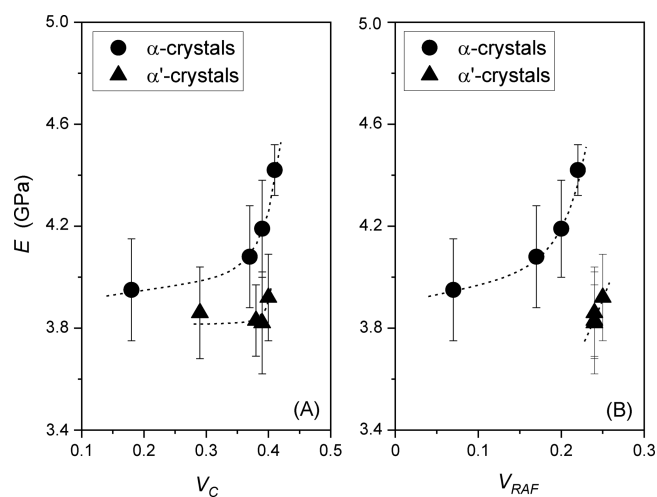 5.0
4.6
4.2
3.8
3.4
E (GPa)
α-crystals
α'-crystals
(A)
0.1 0.2 0.3 0.4 0.5
V_C
α-crystals
α'-crystals
(B)
5.0
4.6
4.2
3.8
3.4
0 0.1 0.2 0.3
V_RAF